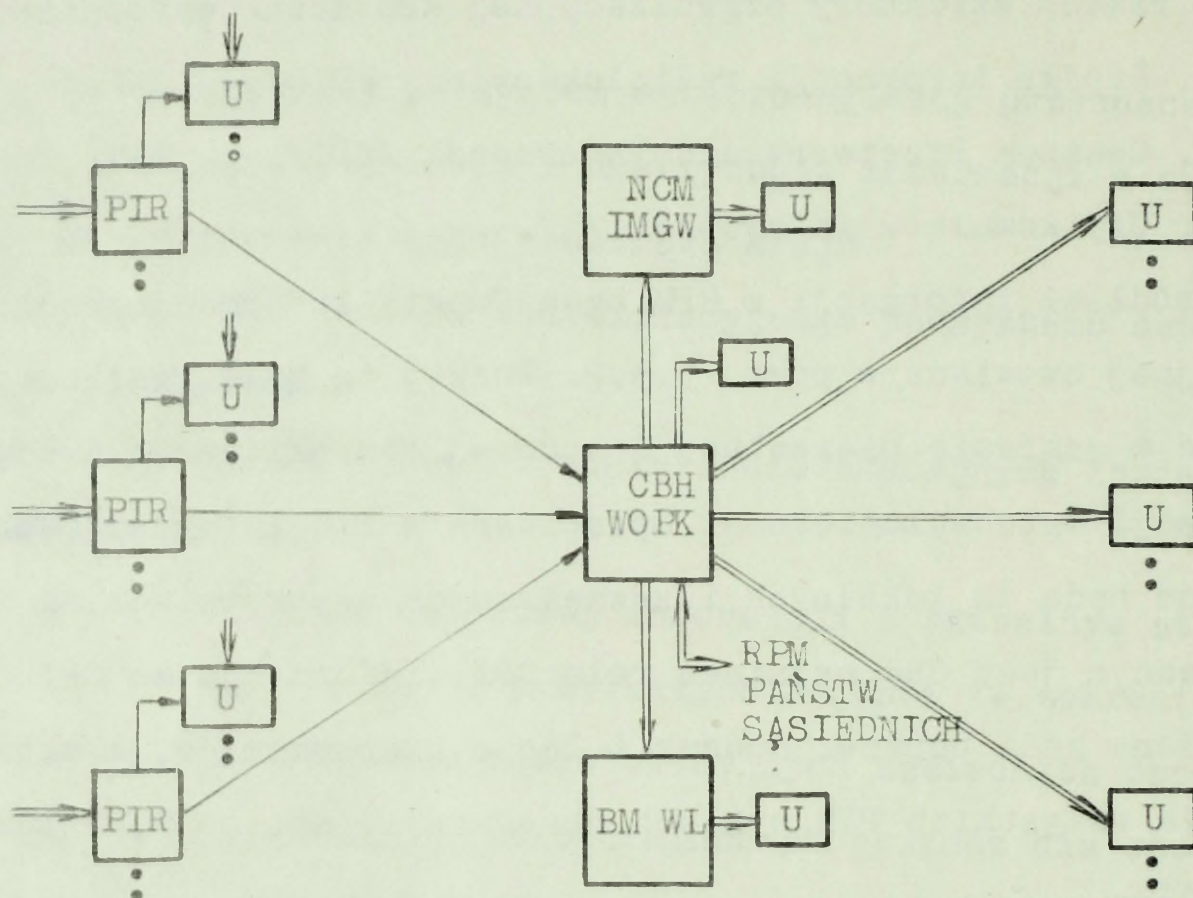 U
PIR
NCM
IMGW
U
U
U
U
PIR
CBH
WOPK
U
U
RPM
PAŃSTW
SĄSIEDNICH
PIR
BM WL
U
U